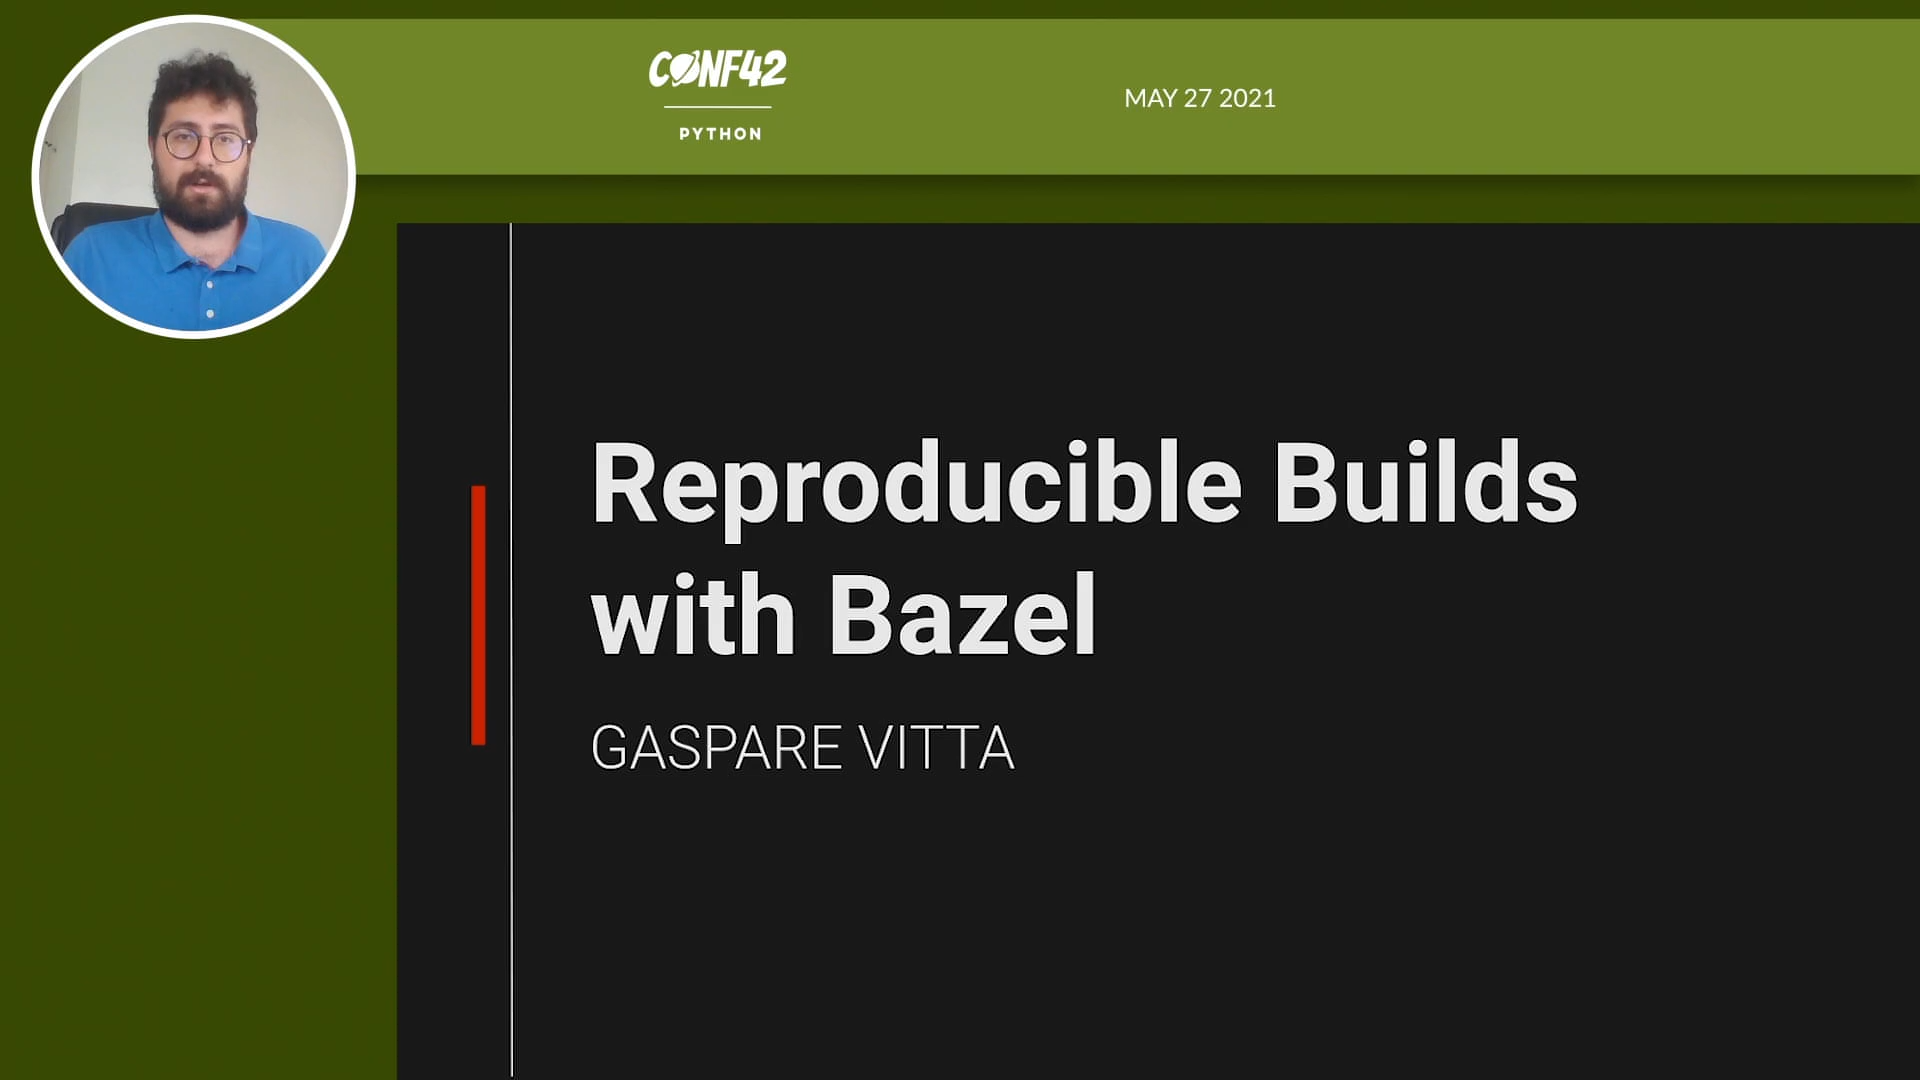 CONF42
PYTHON
MAY 27 2021
Reproducible Builds
with Bazel
GASPARE VITTA